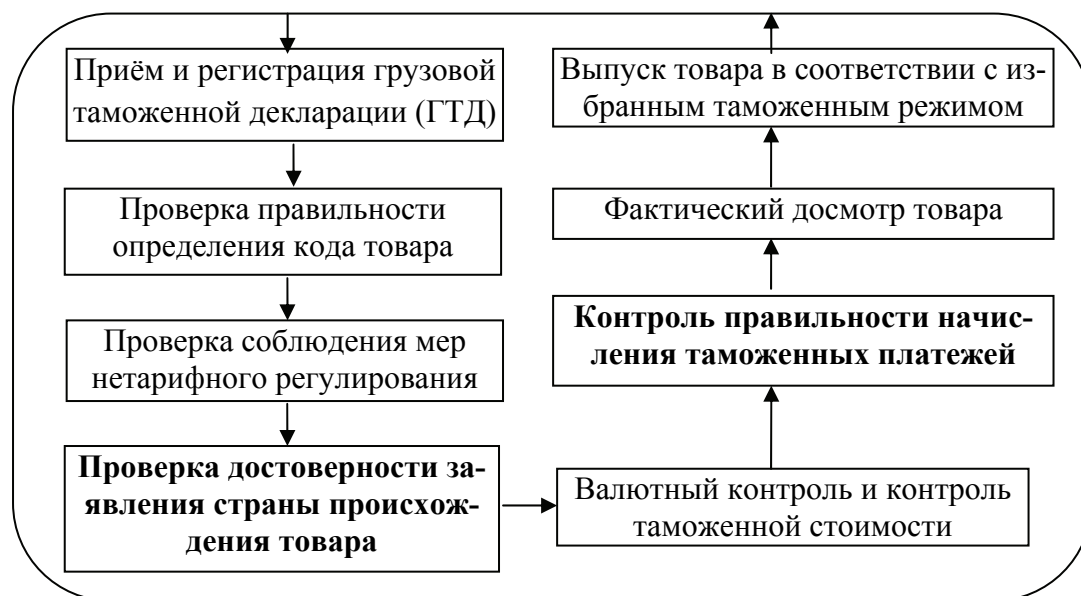 Приём и регистрация грузовой
таможенной декларации (ГТД)
Проверка правильности
определения кода товара
Проверка соблюдения мер
нетарифного регулирования
Проверка достоверности за-
явления страны происхож-
дения товара
Валютный контроль и контроль
таможенной стоимости
Контроль правильности начис-
ления таможенных платежей
Фактический досмотр товара
Выпуск товара в соответствии с из-
бранным таможенным режимом